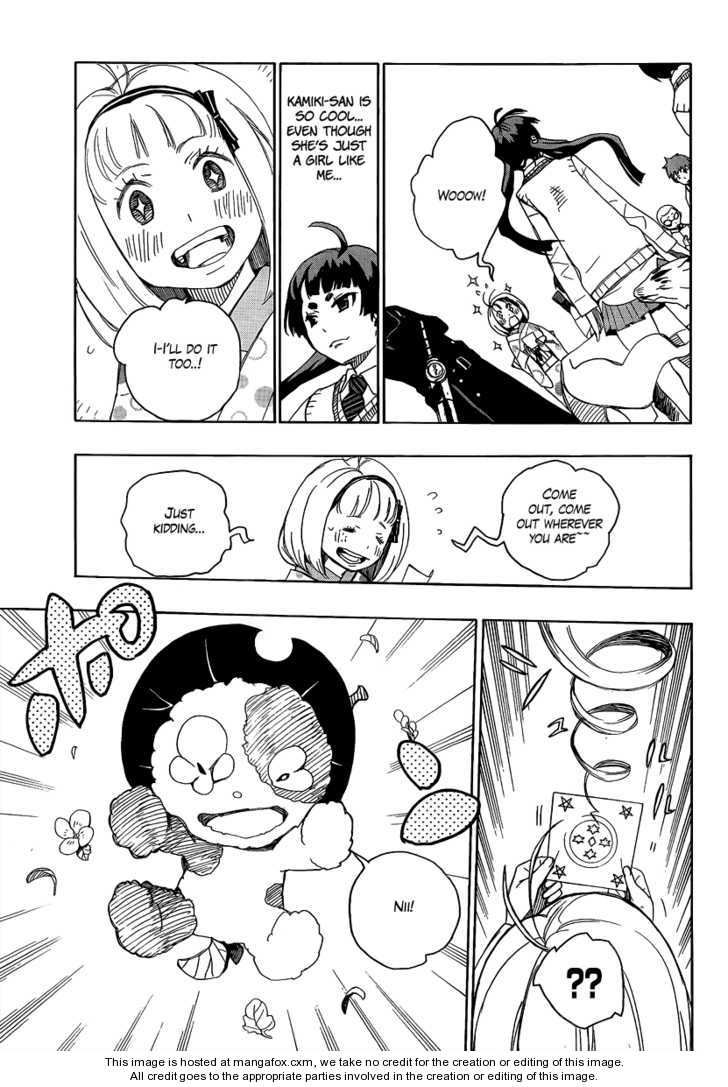 WOOOW!
KAMIKI-SAN IS
SO COOL...
EVEN THOUGH
SHE'S JUST
A GIRL LIKE
ME...
I-I'LL DO IT
TOO..!
COME
OUT, COME
OUT WHEREVER
YOU ARE~~
JUST
KIDDING...
??
NII!
This image is hosted at mangafox.cxm, we take no credit for the creation or editing of this image.
All credit goes to the appropriate parties involved in the creation or editing of this image.